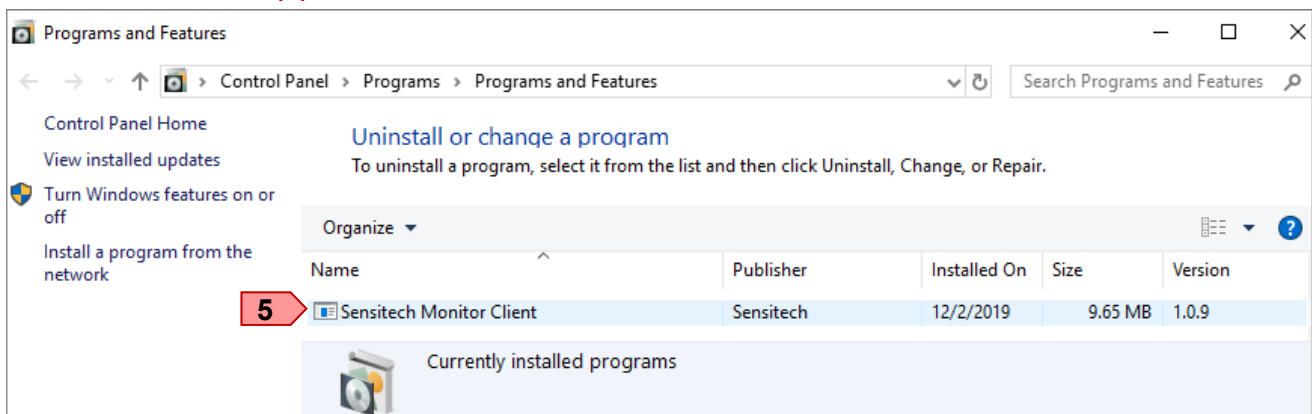 Programs and Features
Control Panel > Programs > Programs and Features
Search Programs and Features
Control Panel Home
View installed updates
Turn Windows features on or
off
Install a program from the
network
Uninstall or change a program
To uninstall a program, select it from the list and then click Uninstall, Change, or Repair.
Organize
Name Publisher Installed On Size Version
5 Sensitech Monitor Client Sensitech 12/2/2019 9.65 MB 1.0.9
Currently installed programs